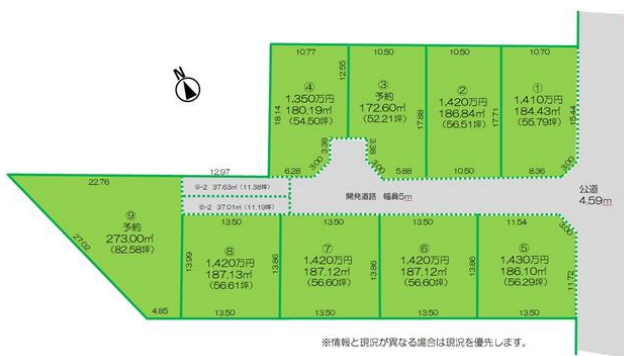 N
10.77
10.50
10.50
10.70
④
1,350万円
180.19㎡
(54.50坪)
18.14
12.55
③
予約
172.60㎡
(52.21坪)
17.88
②
1,420万円
186.84㎡
(56.51坪)
17.71
①
1,410万円
184.43㎡
(55.79坪)
15.44
3.38
3.00
6.28
3.38
3.00
5.88
10.50
8.36
3.00
公道
4.59m
開発道路 幅員5m
22.76
12.97
9-2 37.63㎡ (11.38坪)
8-2 37.01㎡ (11.19坪)
⑨
予約
273.00㎡
(82.58坪)
27.02
4.85
13.50
13.50
13.50
11.54
3.00
13.99
⑧
1,420万円
187.13㎡
(56.61坪)
13.86
⑦
1,420万円
187.12㎡
(56.60坪)
13.86
⑥
1,420万円
187.12㎡
(56.60坪)
13.86
⑤
1,430万円
186.10㎡
(56.29坪)
11.72
13.50
13.50
13.50
13.50
※情報と現況が異なる場合は現況を優先します。